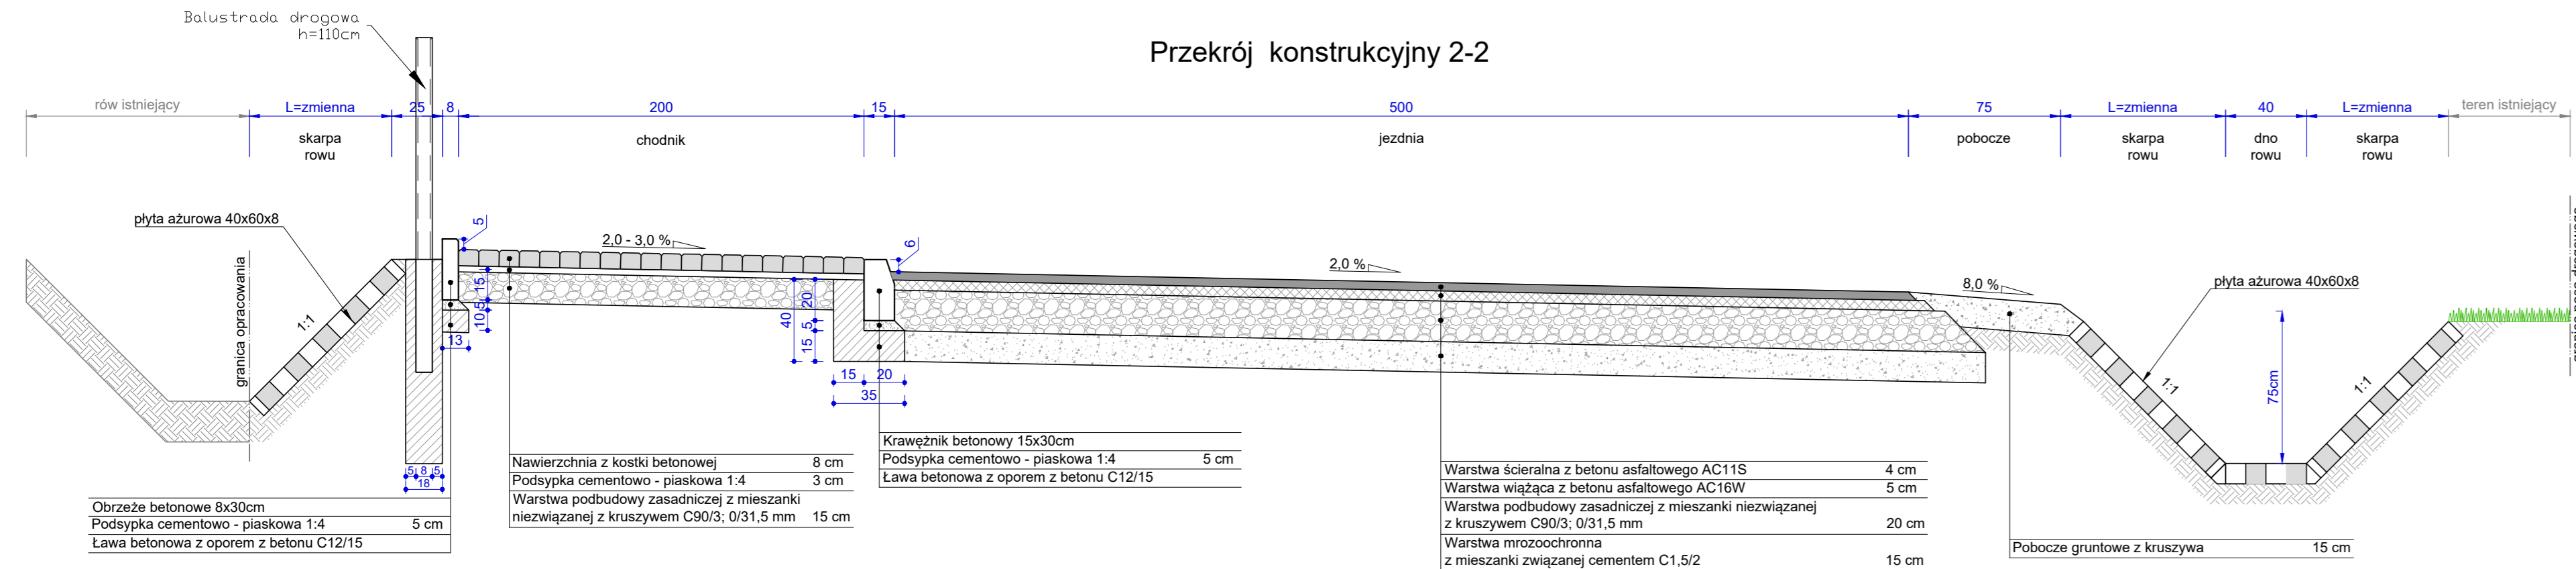 Balustrada drogowa
h=110cm
Przekrój konstrukcyjny 2-2
rów istniejący
L=zmienna
25
8
200
15
500
75
L=zmienna
40
L=zmienna
teren istniejący
skarpa
rowu
chodnik
jezdnia
pobocze
skarpa
rowu
dno
rowu
skarpa
rowu
płyta ażurowa 40x60x8
5
2,0 - 3,0 %
6
2,0 %
8,0 %
płyta ażurowa 40x60x8
granica opracowania
1:1
15
5
10
13
40
20
5
15
15
20
35
1:1
75cm
1:1
5
8
5
18
Obrzeże betonowe 8x30cm
Podsypka cementowo - piaskowa 1:4 5 cm
Ława betonowa z oporem z betonu C12/15
Nawierzchnia z kostki betonowej 8 cm
Podsypka cementowo - piaskowa 1:4 3 cm
Warstwa podbudowy zasadniczej z mieszanki
niezwiązanej z kruszywem C90/3; 0/31,5 mm 15 cm
Krawężnik betonowy 15x30cm
Podsypka cementowo - piaskowa 1:4 5 cm
Ława betonowa z oporem z betonu C12/15
Warstwa ścieralna z betonu asfaltowego AC11S 4 cm
Warstwa wiążąca z betonu asfaltowego AC16W 5 cm
Warstwa podbudowy zasadniczej z mieszanki niezwiązanej
z kruszywem C90/3; 0/31,5 mm 20 cm
Warstwa mrozoochronna
z mieszanki związanej cementem C1,5/2 15 cm
Pobocze gruntowe z kruszywa 15 cm